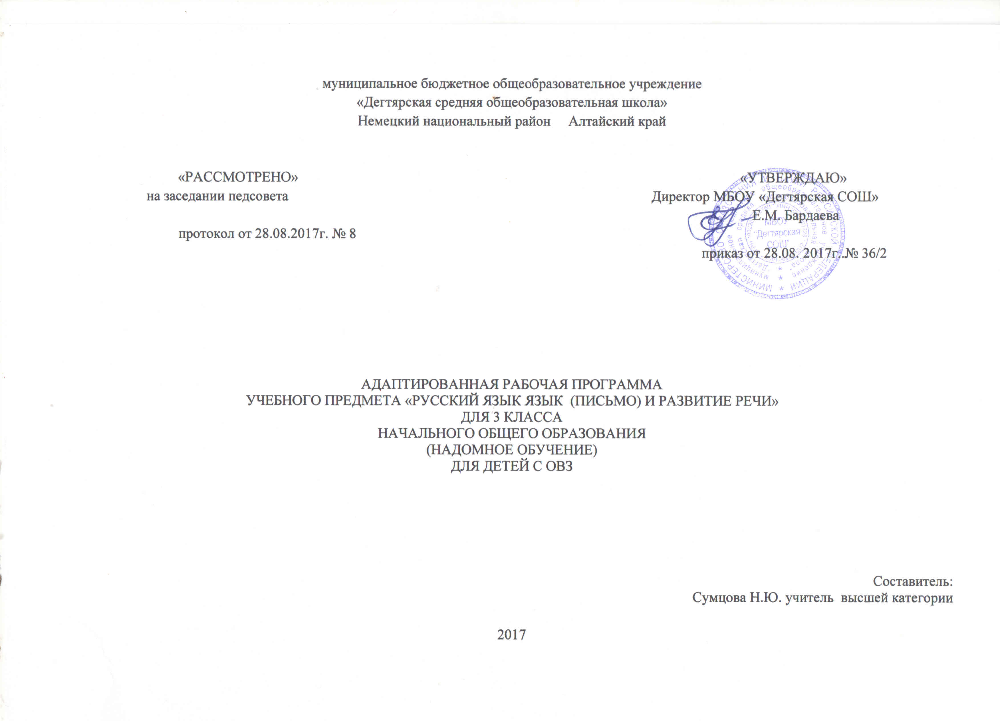 муниципальное бюджетное общеобразовательное учреждение
«Дегтярская средняя общеобразовательная школа»
Немецкий национальный район Алтайский край
«РАССМОТРЕНО»
на заседании педсовета
протокол от 28.08.2017г. № 8
«УТВЕРЖДАЮ»
Директор МБОУ «Дегтярская СОШ»
Е.М. Бардаева
приказ от 28.08. 2017г..№ 36/2
МБОУ
"Дегтярская
СОШ"
АДАПТИРОВАННАЯ РАБОЧАЯ ПРОГРАММА
УЧЕБНОГО ПРЕДМЕТА «РУССКИЙ ЯЗЫК ЯЗЫК (ПИСЬМО) И РАЗВИТИЕ РЕЧИ»
ДЛЯ 3 КЛАССА
НАЧАЛЬНОГО ОБЩЕГО ОБРАЗОВАНИЯ
(НАДОМНОЕ ОБУЧЕНИЕ)
ДЛЯ ДЕТЕЙ С ОВЗ
Составитель:
Сумцова Н.Ю. учитель высшей категории
2017